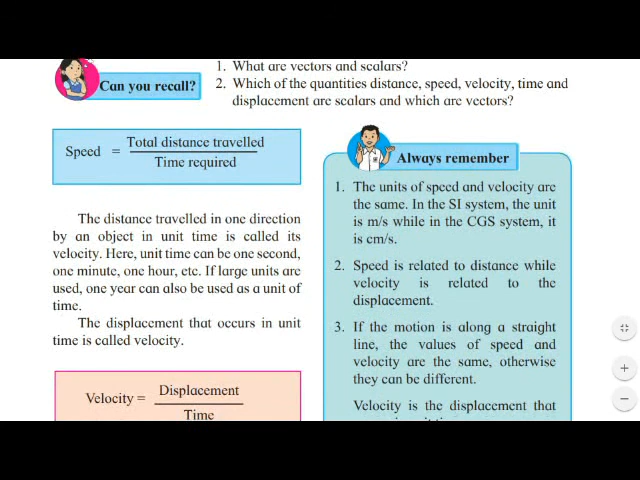 1. What are vectors and scalars?
Can you recall?
2. Which of the quantities distance, speed, velocity, time and
displacement are scalars and which are vectors?
Speed = Total distance travelled
Time required
The distance travelled in one direction
by an object in unit time is called its
velocity. Here, unit time can be one second,
one minute, one hour, etc. If large units are
used, one year can also be used as a unit of
time.
The displacement that occurs in unit
time is called velocity.
Velocity = Displacement
Time
Always remember
1. The units of speed and velocity are
the same. In the SI system, the unit
is m/s while in the CGS system, it
is cm/s.
2. Speed is related to distance while
velocity is related to the
displacement.
3. If the motion is along a straight
line, the values of speed and
velocity are the same, otherwise
they can be different.
Velocity is the displacement that